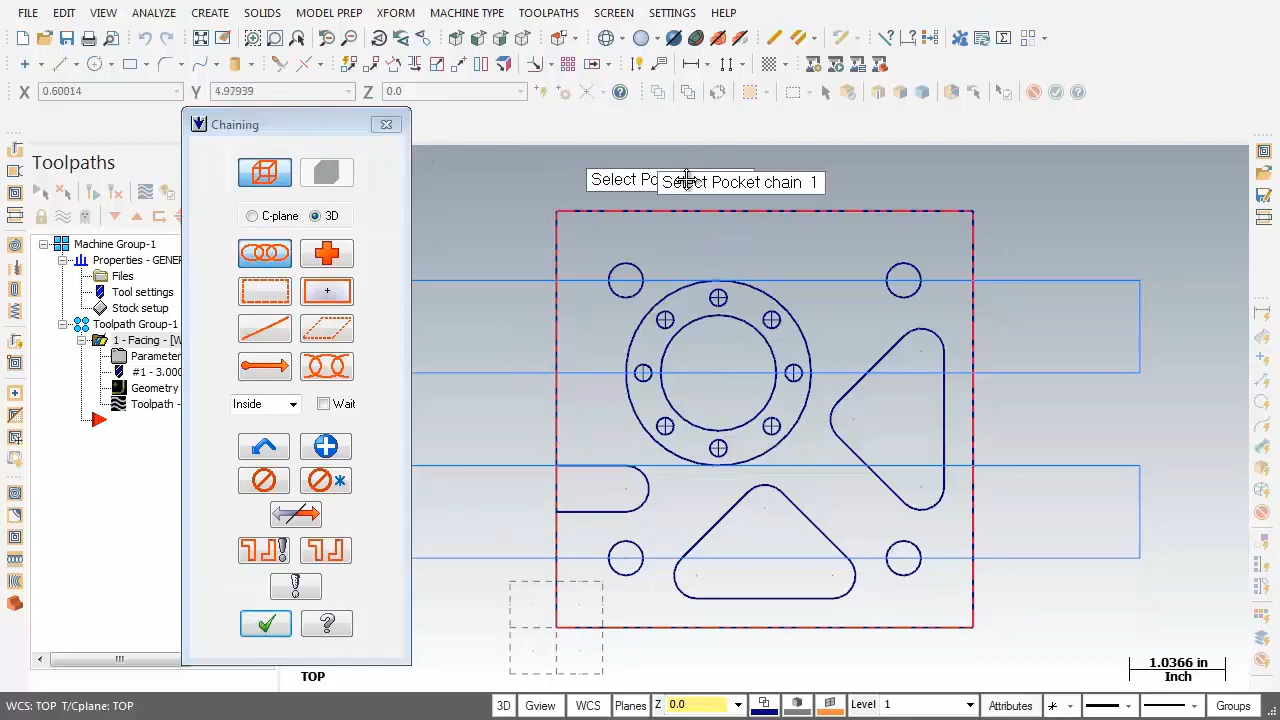 FILE EDIT VIEW ANALYZE CREATE SOLIDS MODEL PREP XFORM MACHINE TYPE TOOLPATHS SCREEN SETTINGS HELP
X 0.60014 Y 4.97939 Z 0.0
Chaining
Toolpaths
Select Po
Select Pocket chain 1
C-plane 3D
Machine Group-1
Properties - GENER
Files
Tool settings
Stock setup
Toolpath Group-1
1 - Facing - [W
Parameter
#1 - 3.000
Geometry
Toolpath -
Inside Wait
TOP
1.0366 in
Inch
WCS: TOP T/Cplane: TOP 3D Gview WCS Planes Z 0.0 Level 1 Attributes Groups